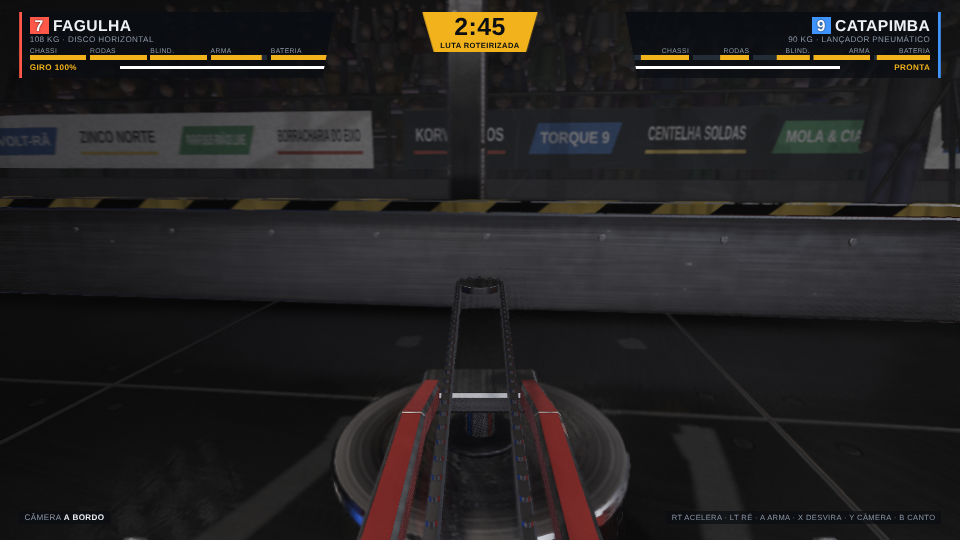 7 FAGULHA
108 KG · DISCO HORIZONTAL
CHASSI RODAS BLIND. ARMA BATERIA
GIRO 100%
2:45
LUTA ROTEIRIZADA
9 CATAPIMBA
90 KG · LANÇADOR PNEUMÁTICO
CHASSI RODAS BLIND. ARMA BATERIA
PRONTA
VOLT-RÃ
ZINCO NORTE
BORRACHARIA DO EIXO
TORQUE 9
CENTELHA SOLDAS
MOLA & CIA
CÂMERA A BORDO
RT ACELERA · LT RÉ · A ARMA · X DESVIRA · Y CÂMERA · B CANTO